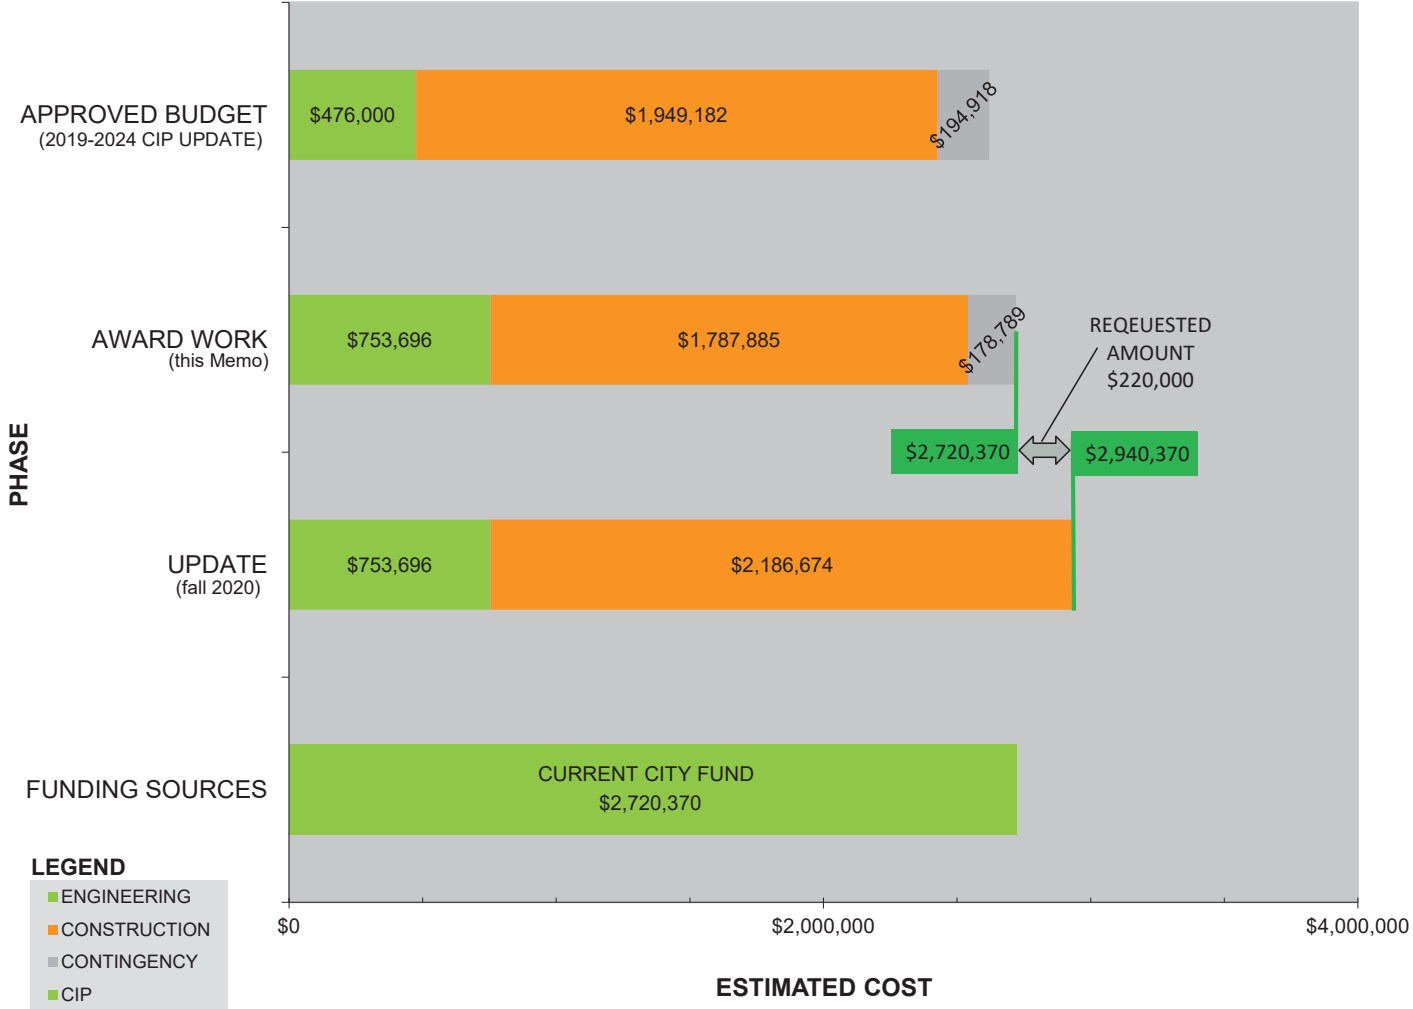 APPROVED BUDGET
(2019-2024 CIP UPDATE)
$476,000
$1,949,182
$194,918
AWARD WORK
(this Memo)
$753,696
$1,787,885
$178,789
REQEUESTED
AMOUNT
$220,000
$2,720,370
$2,940,370
PHASE
UPDATE
(fall 2020)
$753,696
$2,186,674
FUNDING SOURCES
CURRENT CITY FUND
$2,720,370
LEGEND
ENGINEERING
CONSTRUCTION
CONTINGENCY
CIP
$0
$2,000,000
$4,000,000
ESTIMATED COST